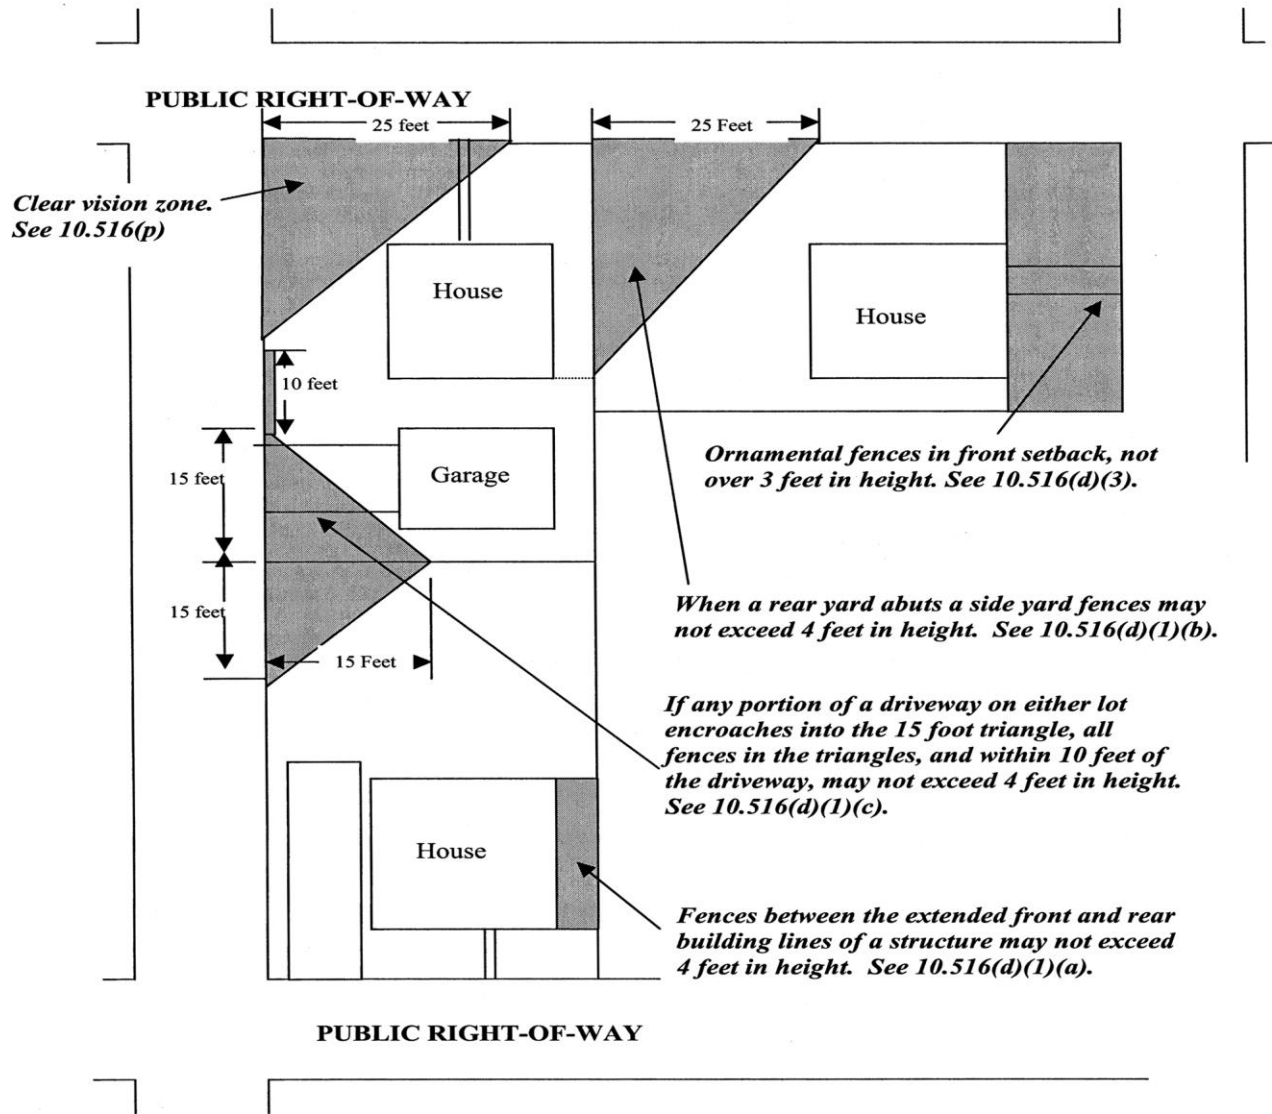 PUBLIC RIGHT-OF-WAY
25 feet
25 Feet
Clear vision zone.
See 10.516(p)
House
House
10 feet
Ornamental fences in front setback, not
over 3 feet in height. See 10.516(d)(3).
15 feet
Garage
When a rear yard abuts a side yard fences may
not exceed 4 feet in height.  See 10.516(d)(1)(b).
15 feet
15 Feet
If any portion of a driveway on either lot
encroaches into the 15 foot triangle, all
fences in the triangles, and within 10 feet of
the driveway, may not exceed 4 feet in height.
See 10.516(d)(1)(c).
House
Fences between the extended front and rear
building lines of a structure may not exceed
4 feet in height.  See 10.516(d)(1)(a).
PUBLIC RIGHT-OF-WAY